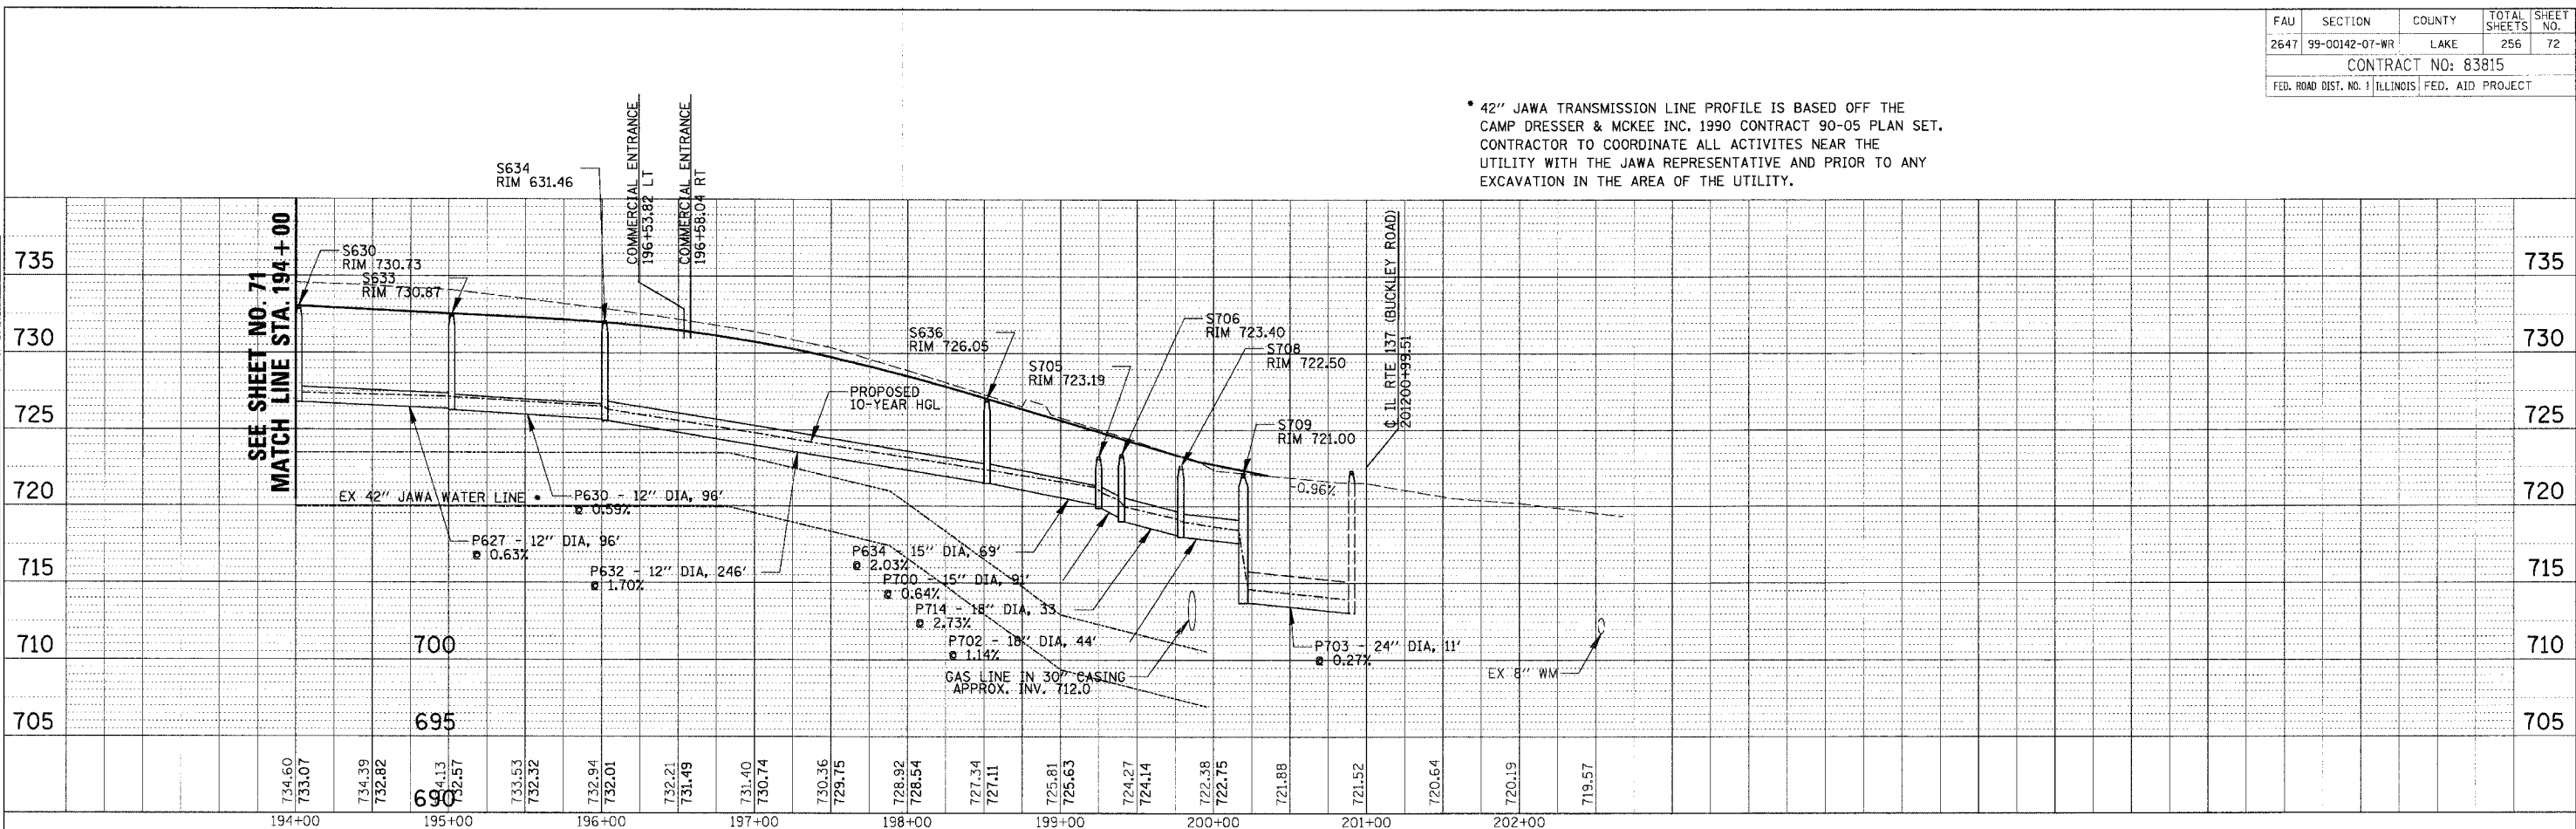 FAU SECTION COUNTY TOTAL SHEETS SHEET NO.
2647 99-00142-07-WR LAKE 256 72
CONTRACT NO: 83815
FED. ROAD DIST. NO. 1 ILLINOIS FED. AID PROJECT
* 42" JAWA TRANSMISSION LINE PROFILE IS BASED OFF THE
CAMP DRESSER & MCKEE INC. 1990 CONTRACT 90-05 PLAN SET.
CONTRACTOR TO COORDINATE ALL ACTIVITES NEAR THE
UTILITY WITH THE JAWA REPRESENTATIVE AND PRIOR TO ANY
EXCAVATION IN THE AREA OF THE UTILITY.
SEE SHEET NO. 71
MATCH LINE STA. 194+00
S630
RIM 730.73
S633
RIM 730.87
S634
RIM 631.46
COMMERCIAL ENTRANCE
196+53.82 LT
COMMERCIAL ENTRANCE
196+58.04 RT
S636
RIM 726.05
S705
RIM 723.19
S706
RIM 723.40
S708
RIM 722.50
S709
RIM 721.00
℄ IL RTE 137 (BUCKLEY ROAD)
201200+99.51
PROPOSED
10-YEAR HGL
-0.96%
EX 42" JAWA WATER LINE *
P630 - 12" DIA, 96'
@ 0.59%
P627 - 12" DIA, 96'
@ 0.63%
P632 - 12" DIA, 246'
@ 1.70%
P634 - 15" DIA, 69'
@ 2.03%
P700 - 15" DIA, 91'
@ 0.64%
P714 - 18" DIA, 33
@ 2.73%
P702 - 18" DIA, 44'
@ 1.14%
GAS LINE IN 30" CASING
APPROX. INV. 712.0
P703 - 24" DIA, 11'
@ 0.27%
EX 8" WM
735 735
730 730
725 725
720 720
715 715
710 700 710
705 695 705
690
734.60 733.07
734.39 732.82
734.13 732.57
733.53 732.32
732.94 732.01
732.21 731.49
731.40 730.74
730.36 729.75
728.92 728.54
727.34 727.11
725.81 725.63
724.27 724.14
722.38 722.75
721.88
721.52
720.64
720.19
719.57
194+00 195+00 196+00 197+00 198+00 199+00 200+00 201+00 202+00